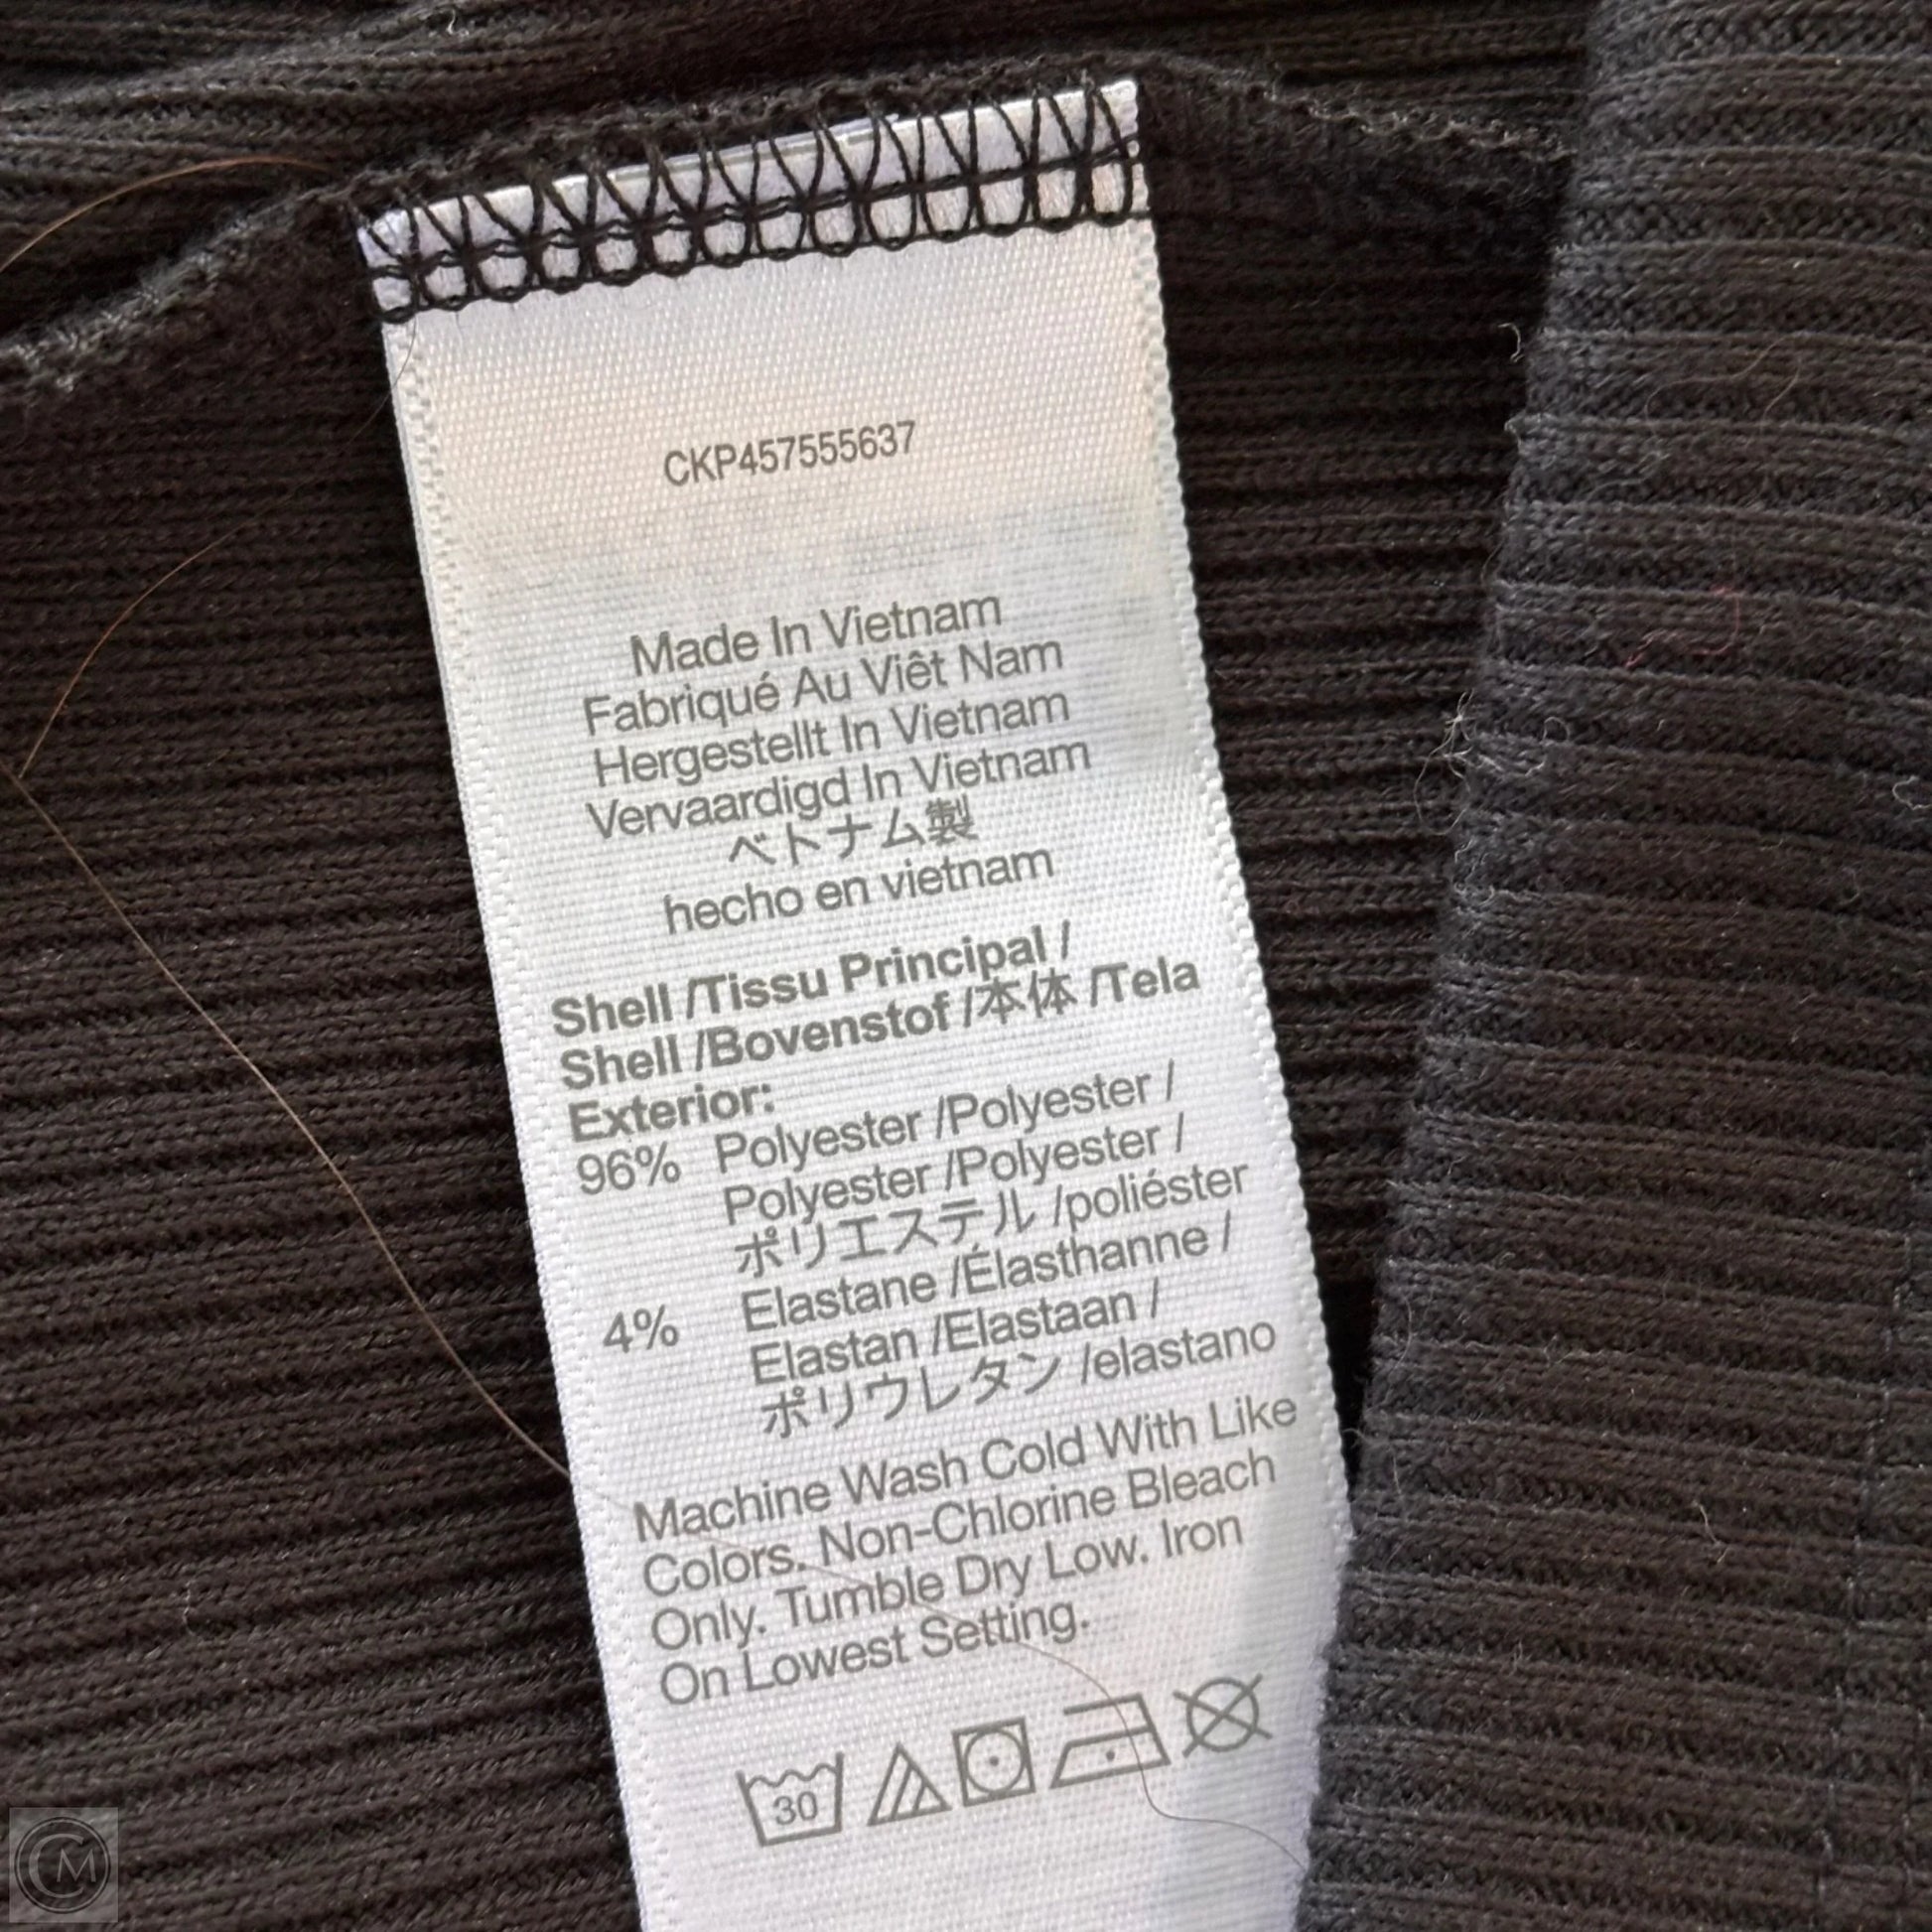 CKP457555637
Made In Vietnam
Fabriqué Au Viêt Nam
Hergestellt In Vietnam
Vervaardigd In Vietnam
ベトナム製
hecho en vietnam
Shell /Tissu Principal /
Shell /Bovenstof /本体 /Tela
Exterior:
96% Polyester /Polyester /
Polyester /Polyester /
ポリエステル /poliéster
4% Elastane /Élasthanne /
Elastan /Elastaan /
ポリウレタン /elastano
Machine Wash Cold With Like
Colors. Non-Chlorine Bleach
Only. Tumble Dry Low. Iron
On Lowest Setting.
30
CM